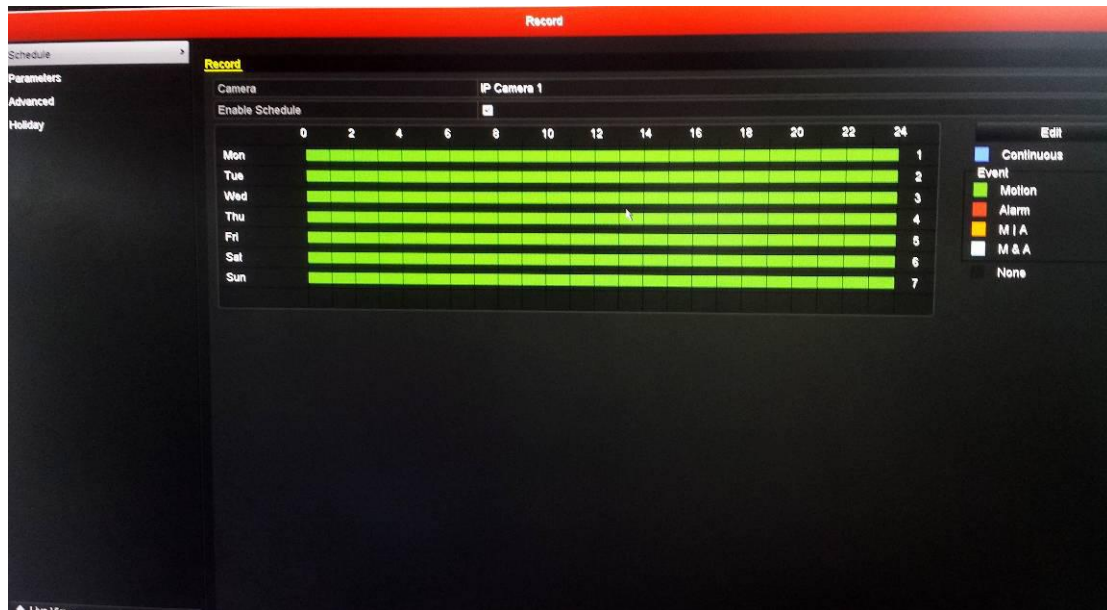 Record
Schedule >
Parameters
Advanced
Holiday
Record
Camera IP Camera 1
Enable Schedule
0 2 4 6 8 10 12 14 16 18 20 22 24
Mon 1
Tue 2
Wed 3
Thu 4
Fri 5
Sat 6
Sun 7
Edit
Continuous
Event
Motion
Alarm
M | A
M & A
None